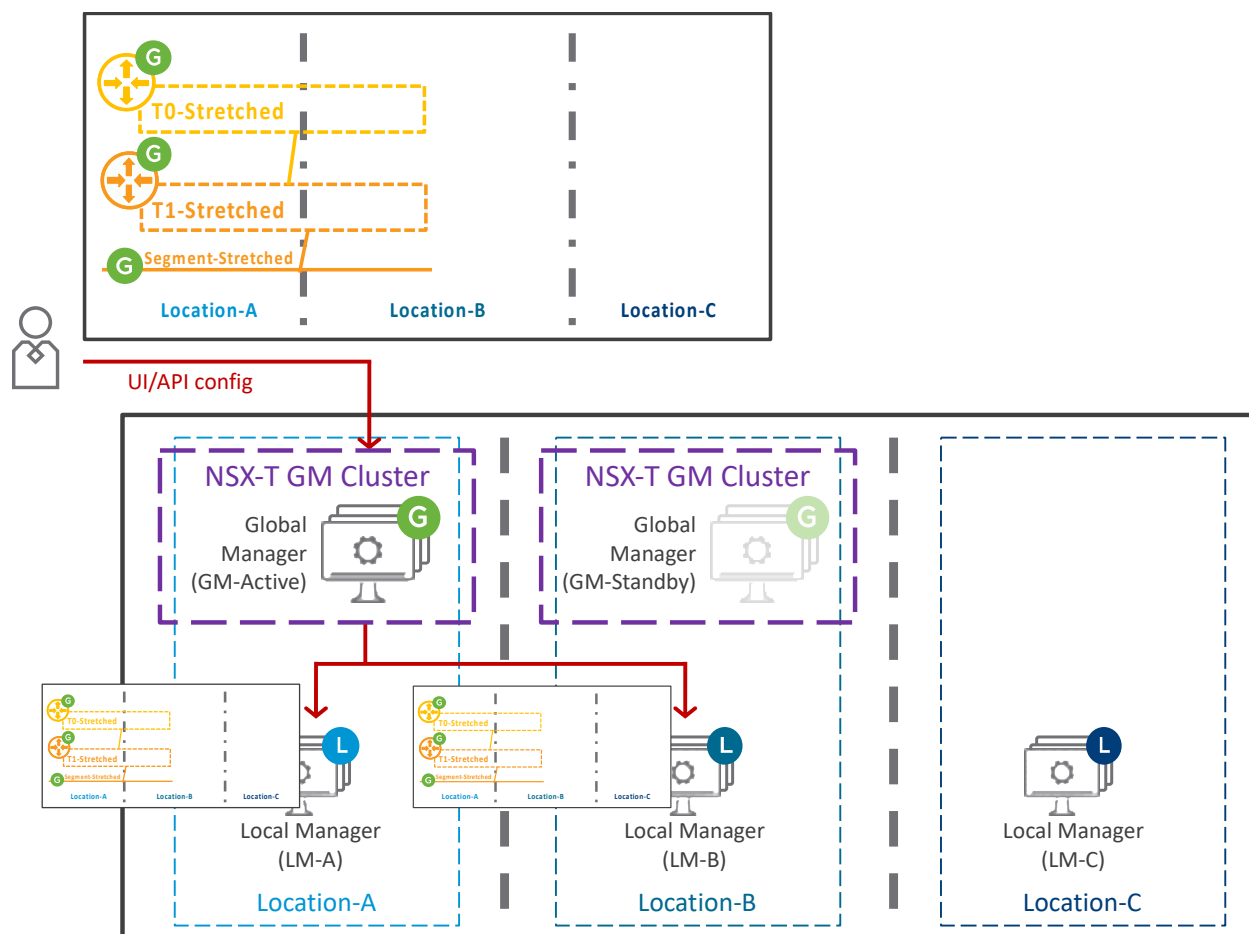 G
T0-Stretched
G
T1-Stretched
G
Segment-Stretched
Location-A
Location-B
Location-C
UI/API config
NSX-T GM Cluster
G
Global
Manager
(GM-Active)
NSX-T GM Cluster
G
Global
Manager
(GM-Standby)
G
T0-Stretched
G
T1-Stretched
G
Segment-Stretched
Location-A
Location-B
Location-C
L
Local Manager
(LM-A)
Location-A
G
T0-Stretched
G
T1-Stretched
G
Segment-Stretched
Location-A
Location-B
Location-C
L
Local Manager
(LM-B)
Location-B
L
Local Manager
(LM-C)
Location-C